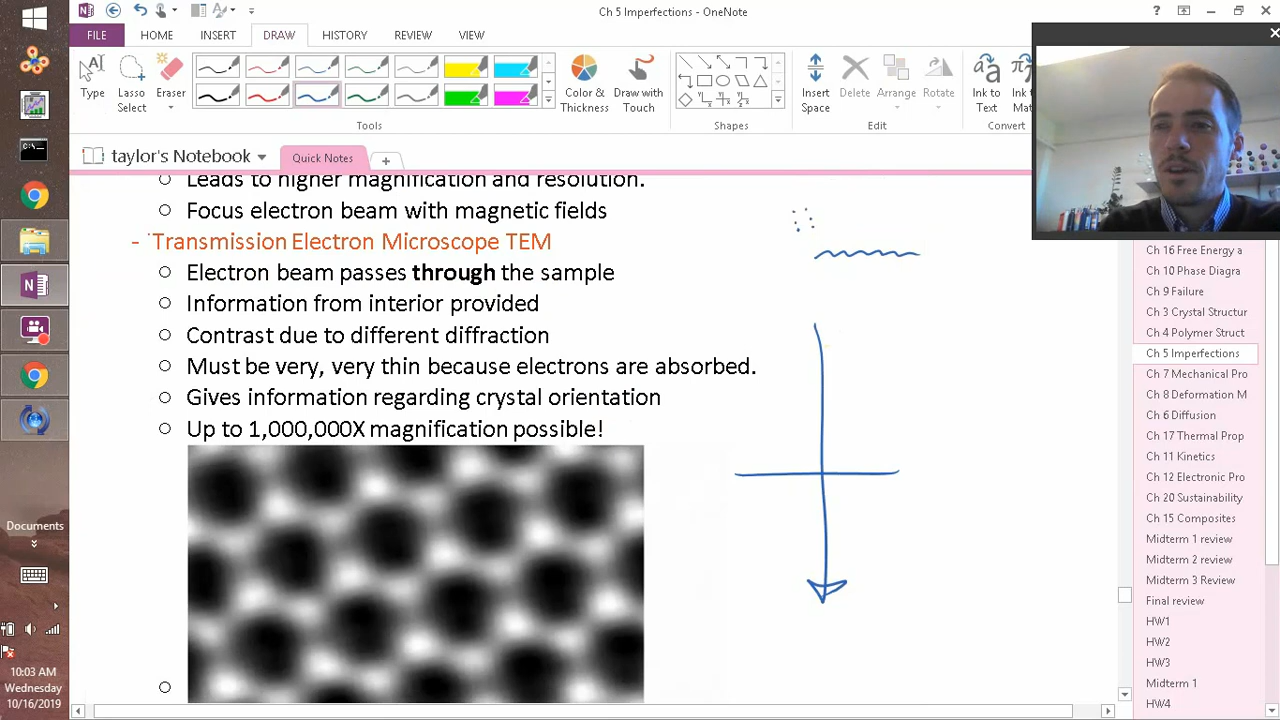 Ch 5 Imperfections - OneNote
FILE
HOME
INSERT
DRAW
HISTORY
REVIEW
VIEW
Type
Lasso Select
Eraser
Color & Thickness
Draw with Touch
Insert Space
Delete
Arrange
Rotate
Ink to Text
Ink to Ma
Tools
Shapes
Edit
Convert
taylor's Notebook
Quick Notes
Leads to higher magnification and resolution.
Focus electron beam with magnetic fields
- Transmission Electron Microscope TEM
Electron beam passes through the sample
Information from interior provided
Contrast due to different diffraction
Must be very, very thin because electrons are absorbed.
Gives information regarding crystal orientation
Up to 1,000,000X magnification possible!
Ch 16 Free Energy a
Ch 10 Phase Diagra
Ch 9 Failure
Ch 3 Crystal Structur
Ch 4 Polymer Struct
Ch 5 Imperfections
Ch 7 Mechanical Pro
Ch 8 Deformation M
Ch 6 Diffusion
Ch 17 Thermal Prop
Ch 11 Kinetics
Ch 12 Electronic Pro
Ch 20 Sustainability
Ch 15 Composites
Midterm 1 review
Midterm 2 review
Midterm 3 Review
Final review
HW1
HW2
HW3
Midterm 1
HW4
Documents
10:03 AM
Wednesday
10/16/2019